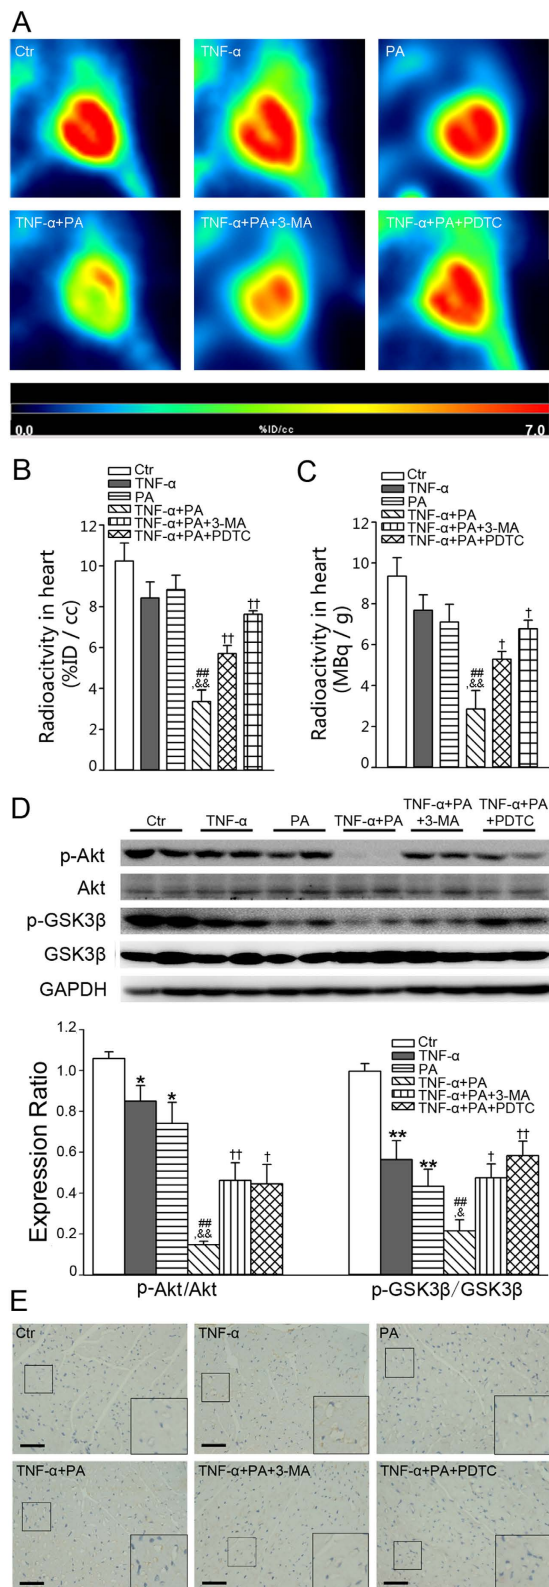 A
Ctr
TNF-α
PA
TNF-α+PA
TNF-α+PA+3-MA
TNF-α+PA+PDTC
0.0
%ID/cc
7.0
B
Ctr
TNF-α
PA
TNF-α+PA
TNF-α+PA+3-MA
TNF-α+PA+PDTC
Radioacitvity in heart
(%ID / cc)
12
10
8
6
4
2
0
##
,&&
††
††
C
Ctr
TNF-α
PA
TNF-α+PA
TNF-α+PA+3-MA
TNF-α+PA+PDTC
Radioacitvity in heart
(MBq / g)
12
10
8
6
4
2
0
##
,&&
†
†
D
Ctr
TNF-α
PA
TNF-α+PA
TNF-α+PA
+3-MA
TNF-α+PA
+PDTC
p-Akt
Akt
p-GSK3β
GSK3β
GAPDH
Expression Ratio
1.2
1.0
0.8
0.6
0.4
0.2
0
Ctr
TNF-α
PA
TNF-α+PA
TNF-α+PA+3-MA
TNF-α+PA+PDTC
*
*
##
,&&
††
†
**
**
##
,&
†
††
p-Akt/Akt
p-GSK3β/GSK3β
E
Ctr
TNF-α
PA
TNF-α+PA
TNF-α+PA+3-MA
TNF-α+PA+PDTC